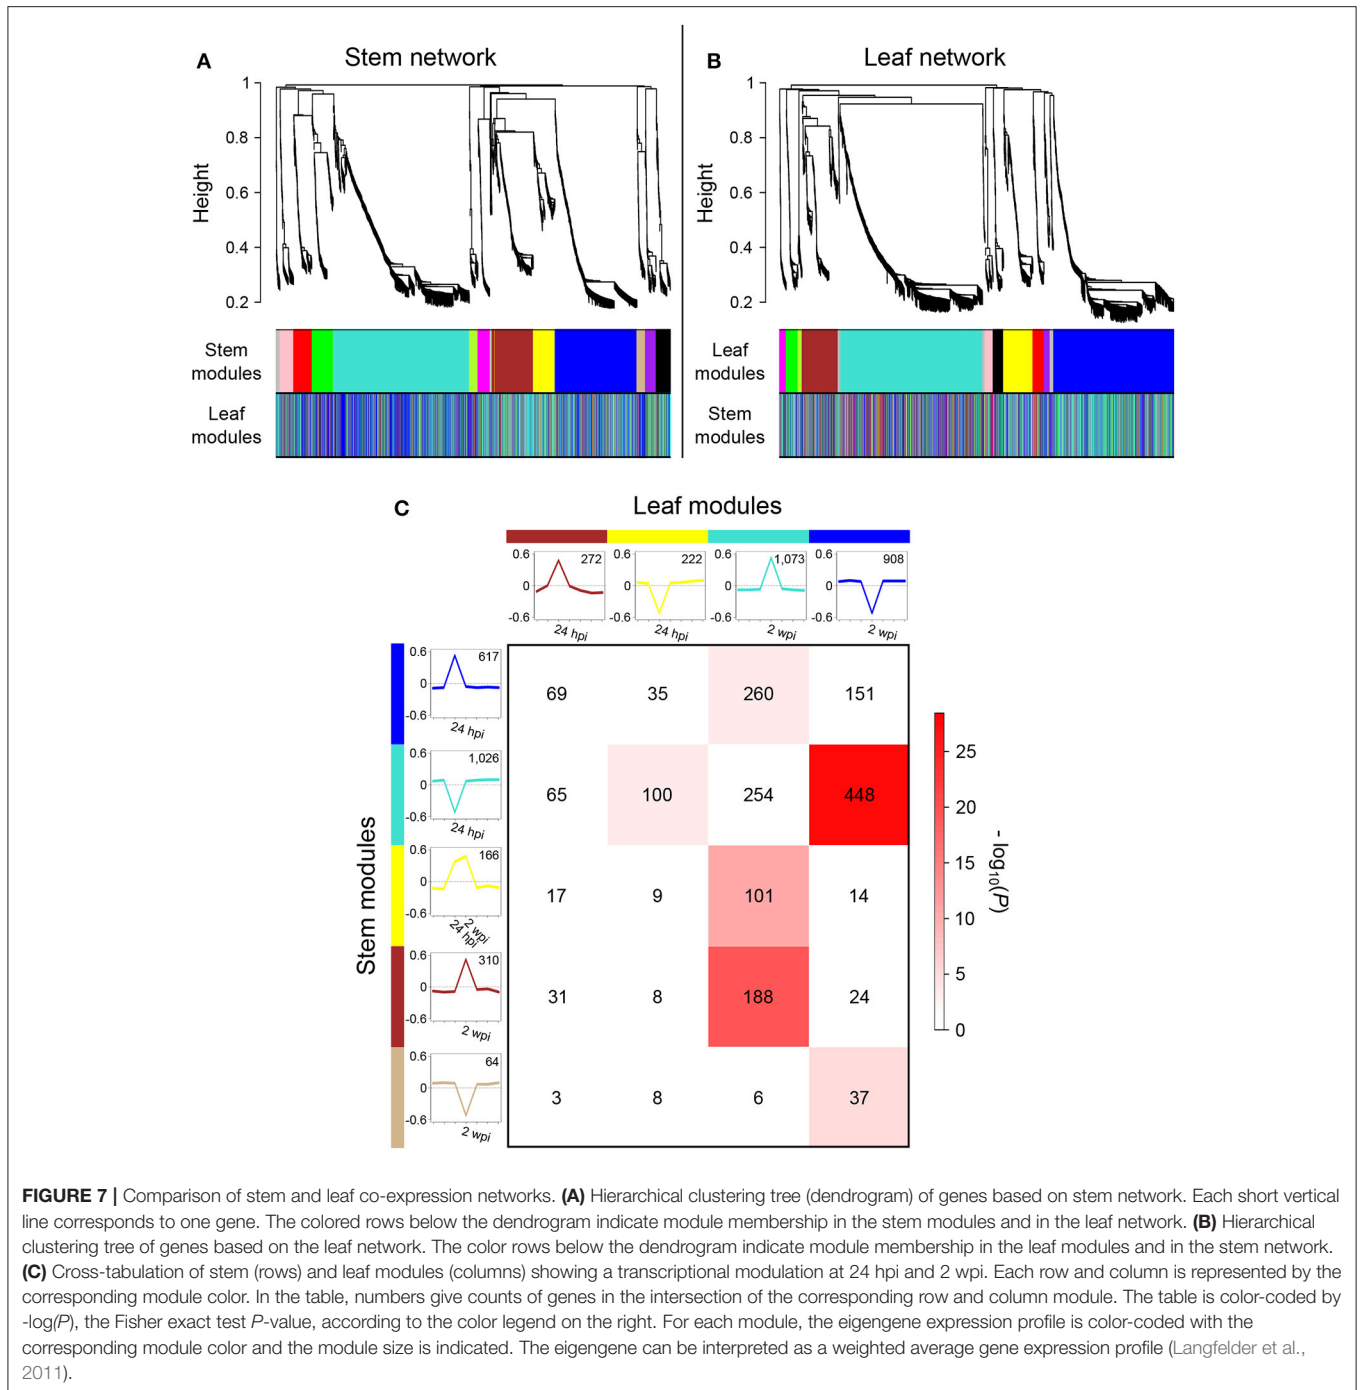 A
Stem network
1
0.8
0.6
0.4
0.2
Height
Stem
modules
Leaf
modules
B
Leaf network
1
0.8
0.6
0.4
0.2
Height
Leaf
modules
Stem
modules
C
Leaf modules
0.6
0
-0.6
272
24 hpi
0.6
0
-0.6
222
24 hpi
0.6
0
-0.6
1,073
2 wpi
0.6
0
-0.6
908
2 wpi
Stem modules
0.6
0
-0.6
617
24 hpi
69 35 260 151
0.6
0
-0.6
1,026
24 hpi
65 100 254 448
0.6
0
-0.6
166
24 hpi
2 wpi
17 9 101 14
0.6
0
-0.6
310
2 wpi
31 8 188 24
0.6
0
-0.6
64
2 wpi
3 8 6 37
25
20
15
10
5
0
- log10(P)
FIGURE 7 | Comparison of stem and leaf co-expression networks. (A) Hierarchical clustering tree (dendrogram) of genes based on stem network. Each short vertical
line corresponds to one gene. The colored rows below the dendrogram indicate module membership in the stem modules and in the leaf network. (B) Hierarchical
clustering tree of genes based on the leaf network. The color rows below the dendrogram indicate module membership in the leaf modules and in the stem network.
(C) Cross-tabulation of stem (rows) and leaf modules (columns) showing a transcriptional modulation at 24 hpi and 2 wpi. Each row and column is represented by the
corresponding module color. In the table, numbers give counts of genes in the intersection of the corresponding row and column module. The table is color-coded by
-log(P), the Fisher exact test P-value, according to the color legend on the right. For each module, the eigengene expression profile is color-coded with the
corresponding module color and the module size is indicated. The eigengene can be interpreted as a weighted average gene expression profile (Langfelder et al.,
2011).